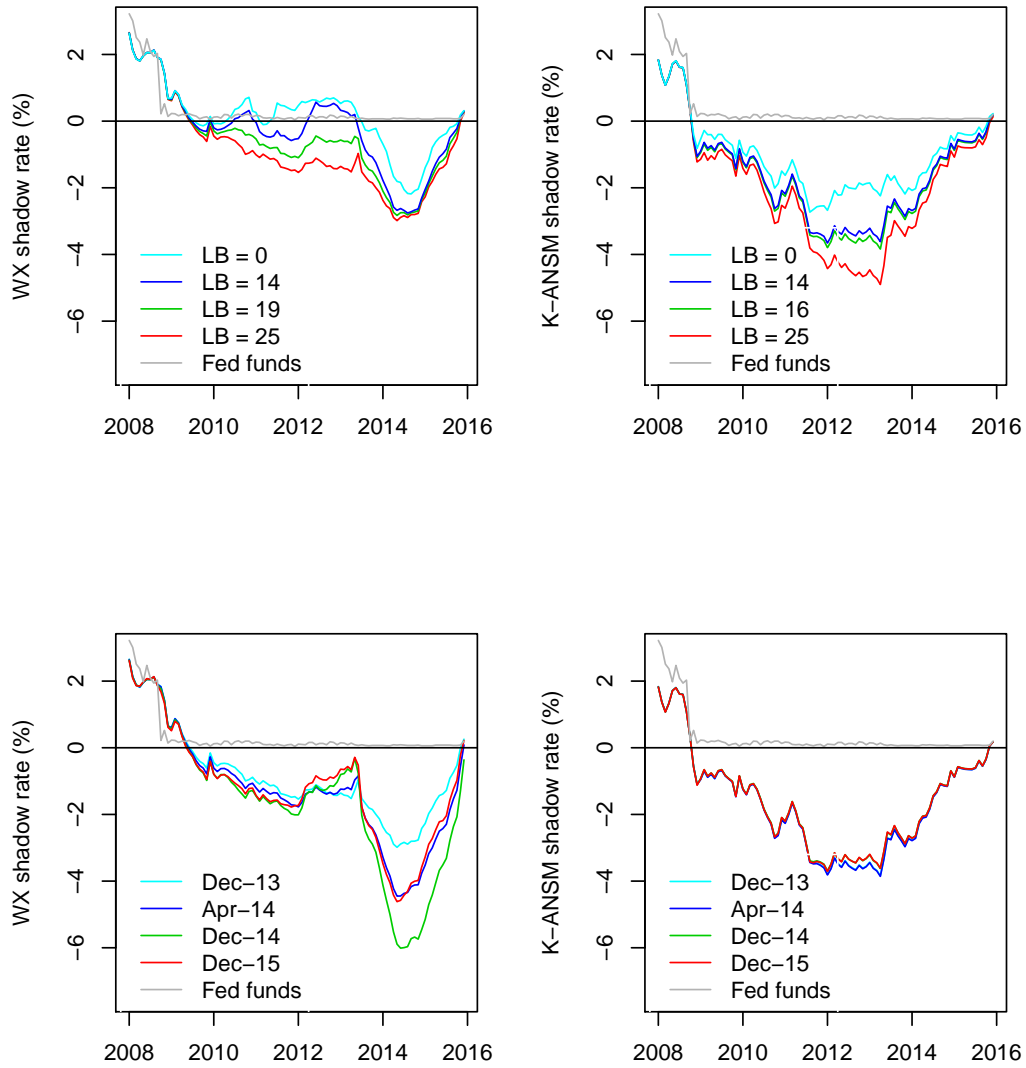 WX shadow rate (%)
2
0
−2
−4
−6
LB = 0
LB = 14
LB = 19
LB = 25
Fed funds
2008 2010 2012 2014 2016
K−ANSM shadow rate (%)
2
0
−2
−4
−6
LB = 0
LB = 14
LB = 16
LB = 25
Fed funds
2008 2010 2012 2014 2016
WX shadow rate (%)
2
0
−2
−4
−6
Dec−13
Apr−14
Dec−14
Dec−15
Fed funds
2008 2010 2012 2014 2016
K−ANSM shadow rate (%)
2
0
−2
−4
−6
Dec−13
Apr−14
Dec−14
Dec−15
Fed funds
2008 2010 2012 2014 2016